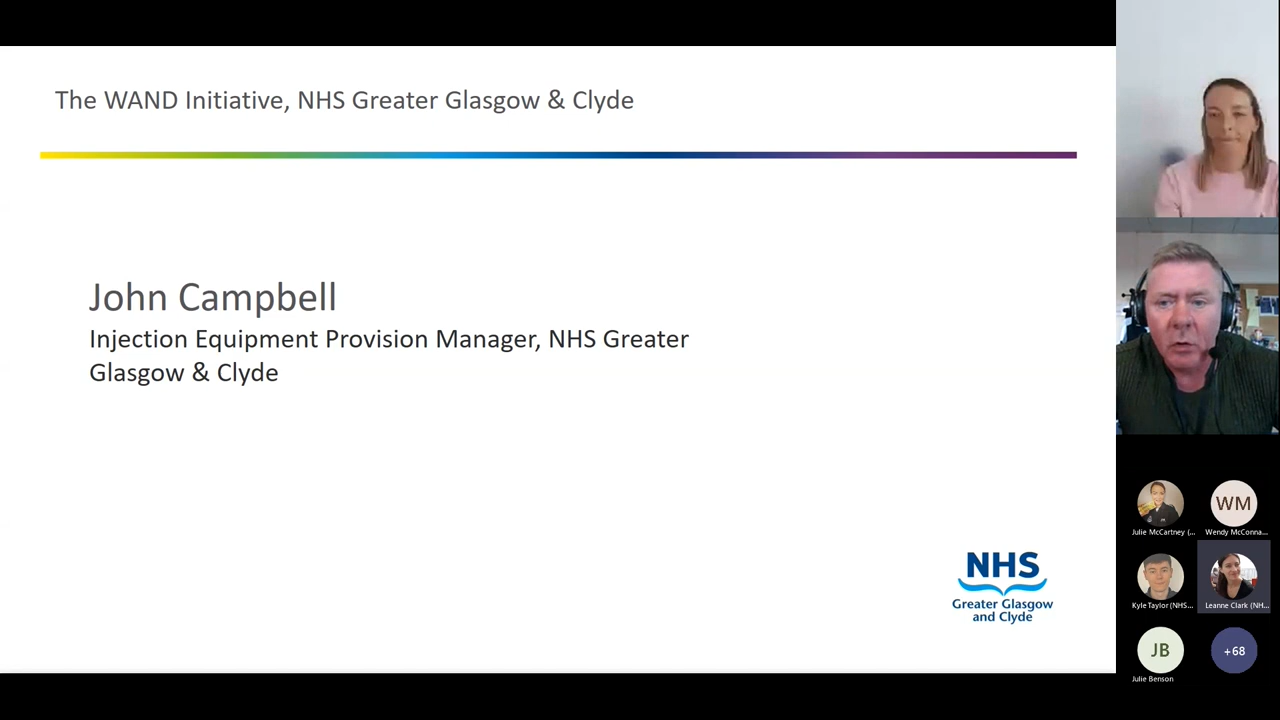 The WAND Initiative, NHS Greater Glasgow & Clyde
John Campbell
Injection Equipment Provision Manager, NHS Greater
Glasgow & Clyde
NHS
Greater Glasgow
and Clyde
WM
Julie McCartney (...
Wendy McConna...
Kyle Taylor (NHS...
Leanne Clark (NH...
JB
+68
Julie Benson